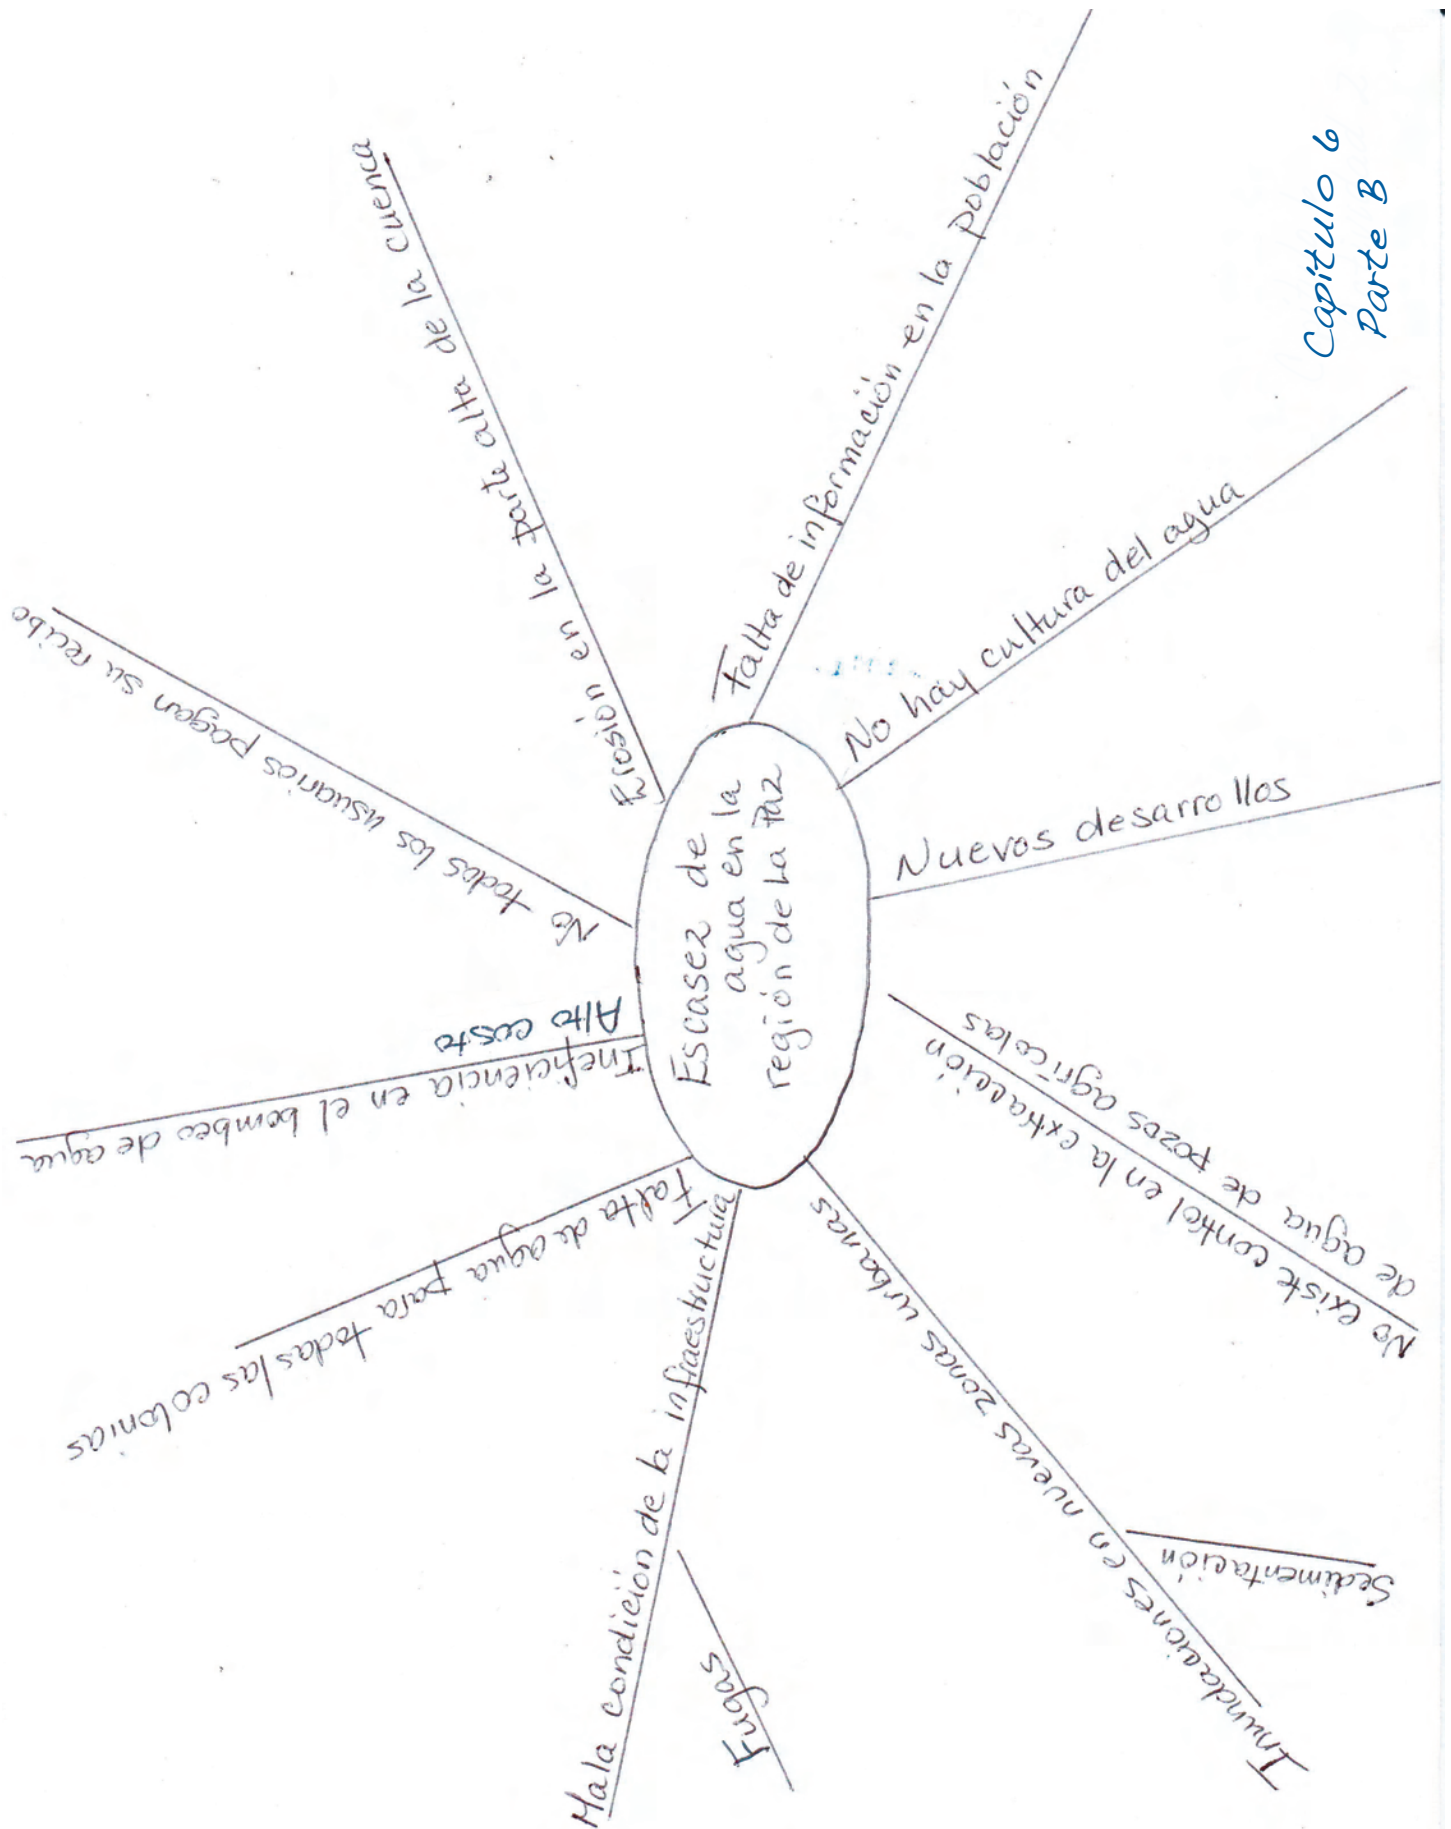 Capítulo 6
Parte B
Escasez de
agua en la
región de La Paz
Falta de información en la población
No hay cultura del agua
Nuevos desarrollos
No existe control en la extracción
de agua de pozos agrícolas
Inundaciones en nuevas zonas urbanas
Sedimentación
Mala condición de la infraestructura
Fugas
Falta de agua para todas las colonias
Ineficiencia en el bombeo de agua
Alto costo
No todos los usuarios pagan su recibo
Erosión en la parte alta de la cuenca